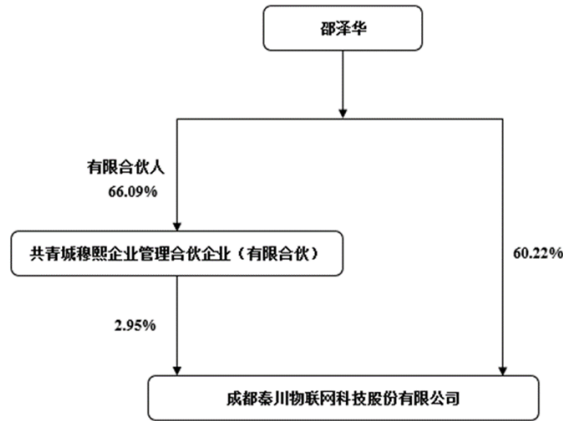 邵泽华
有限合伙人
66.09%
共青城穆熙企业管理合伙企业（有限合伙）
60.22%
2.95%
成都秦川物联网科技股份有限公司